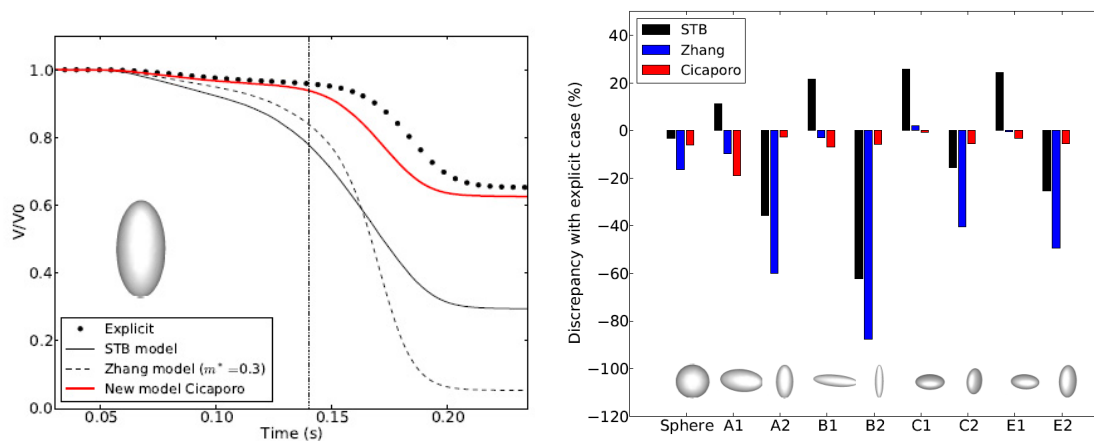 1.0
0.8
0.6
0.4
0.2
0.0
V/V0
Explicit
STB model
Zhang model (m* =0.3)
New model Cicaporo
0.05
0.10
0.15
0.20
Time (s)
40
20
0
−20
−40
−60
−80
−100
−120
Discrepancy with explicit case (%)
STB
Zhang
Cicaporo
Sphere
A1
A2
B1
B2
C1
C2
E1
E2